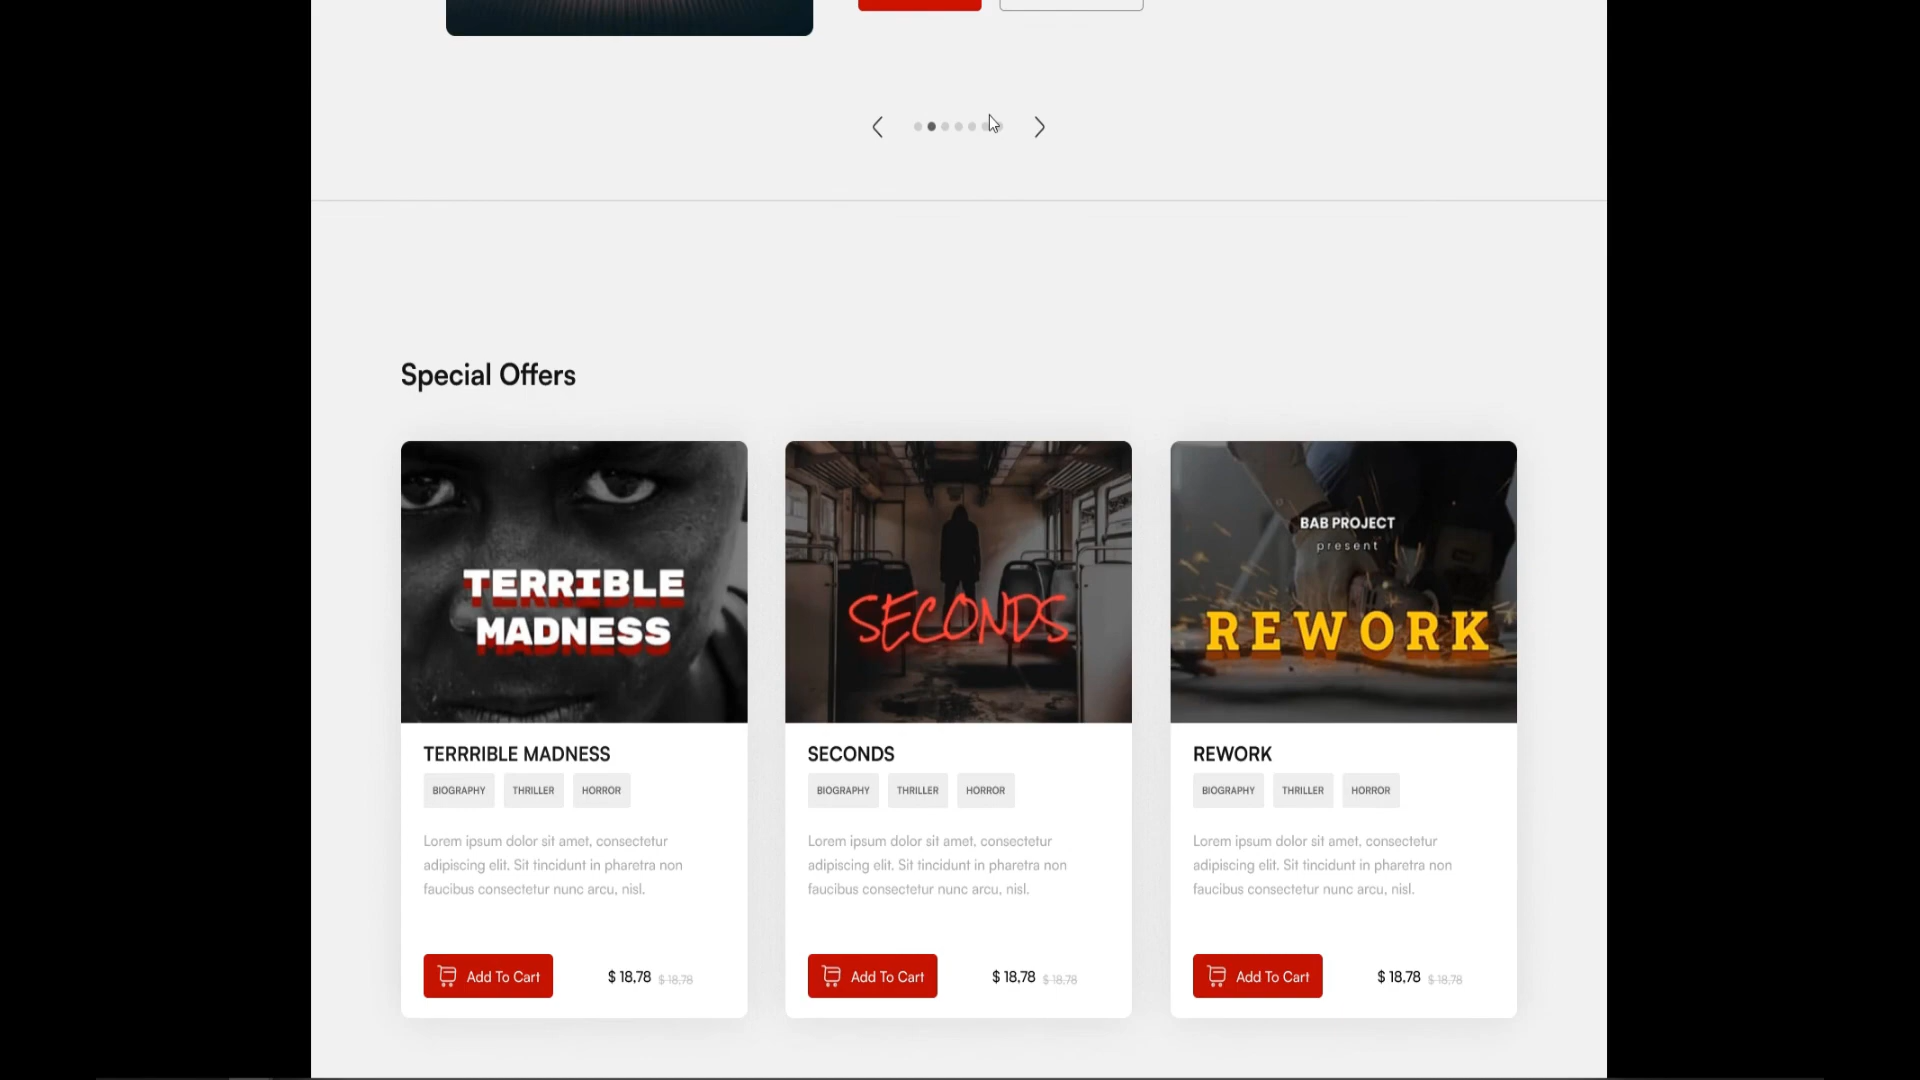 Special Offers
TERRIBLE
MADNESS
SECONDS
BAB PROJECT
present
REWORK
TERRRIBLE MADNESS
BIOGRAPHY THRILLER HORROR
Lorem ipsum dolor sit amet, consectetur
adipiscing elit. Sit tincidunt in pharetra non
faucibus consectetur nunc arcu, nisl.
Add To Cart $ 18,78 $ 18,78
SECONDS
BIOGRAPHY THRILLER HORROR
Lorem ipsum dolor sit amet, consectetur
adipiscing elit. Sit tincidunt in pharetra non
faucibus consectetur nunc arcu, nisl.
Add To Cart $ 18,78 $ 18,78
REWORK
BIOGRAPHY THRILLER HORROR
Lorem ipsum dolor sit amet, consectetur
adipiscing elit. Sit tincidunt in pharetra non
faucibus consectetur nunc arcu, nisl.
Add To Cart $ 18,78 $ 18,78